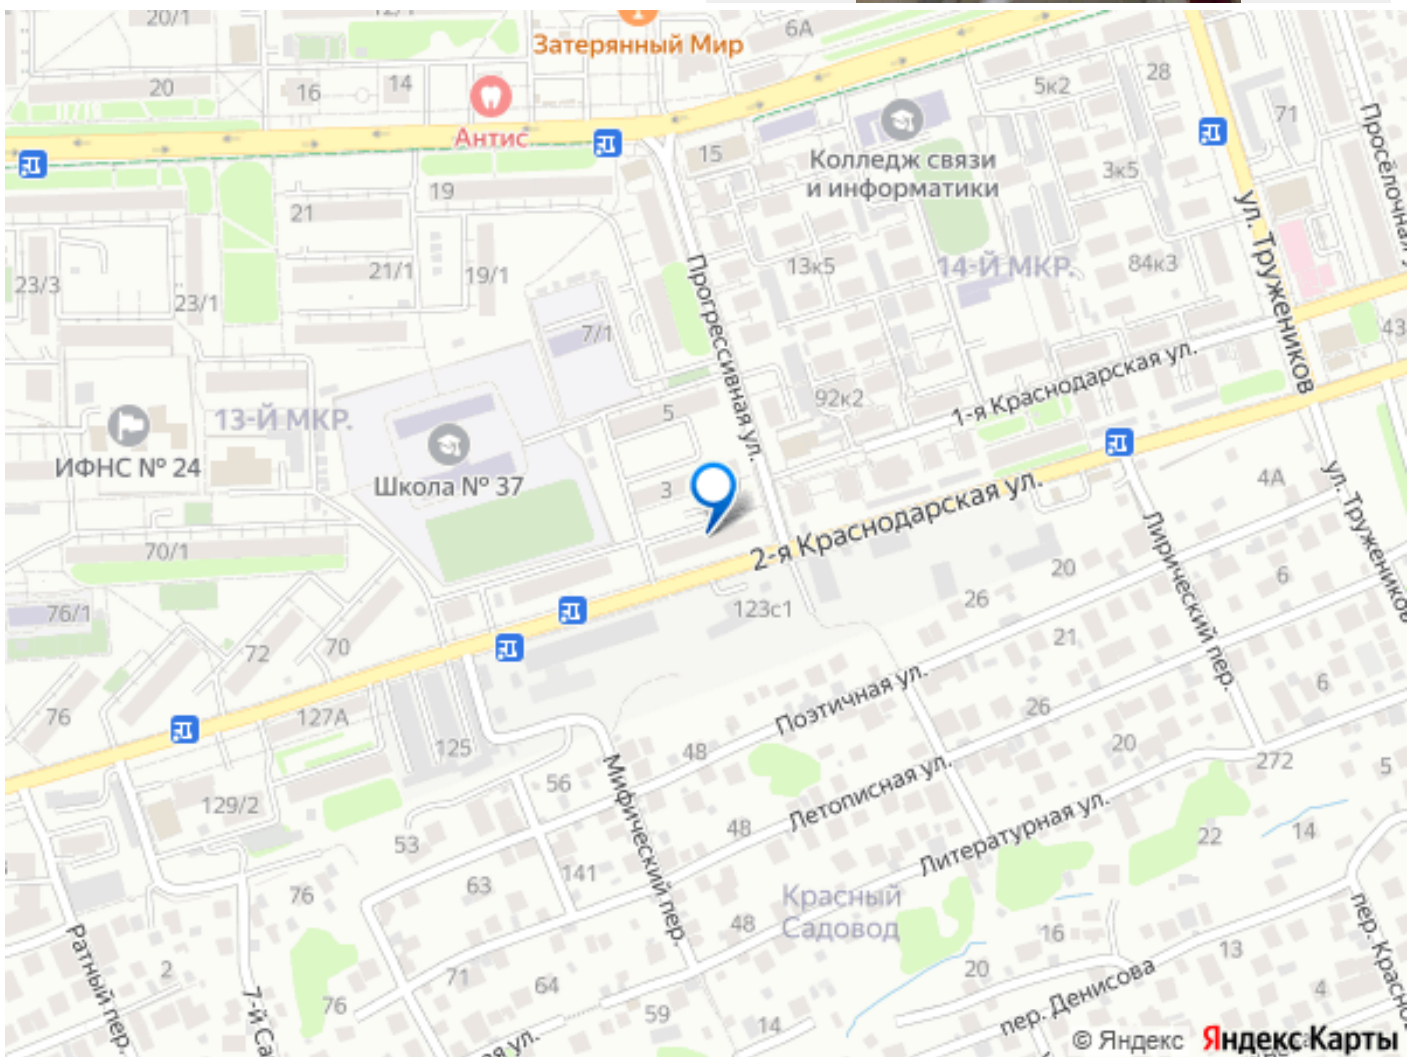 20/1
12/1
6А
Затерянный Мир
20
16
14
5к2
28
71
Антис
15
Колледж связи
и информатики
3к5
Просёлочная у
19
21
ул. Тружеников
23/3
21/1
19/1
13к5
14-Й МКР.
84к3
23/1
Прогрессивная ул.
7/1
43
1-я Краснодарская ул.
92к2
5
13-Й МКР.
ИФНС № 24
Школа № 37
3
4А
ул. Тружеников
2-я Краснодарская ул.
70/1
Лирический пер.
20
6
76/1
123с1
26
21
72
70
76
127А
Поэтичная ул.
6
26
125
48
20
272
5
Мифический пер.
56
Летописная ул.
129/2
48
Литературная ул.
22
14
53
141
76
63
Красный
Садовод
48
пер. Красно
Ратный пер.
2
7-й Са
16
13
71
64
20
76
59
14
пер. Денисова
4
ая ул.
© Яндекс Яндекс Карты